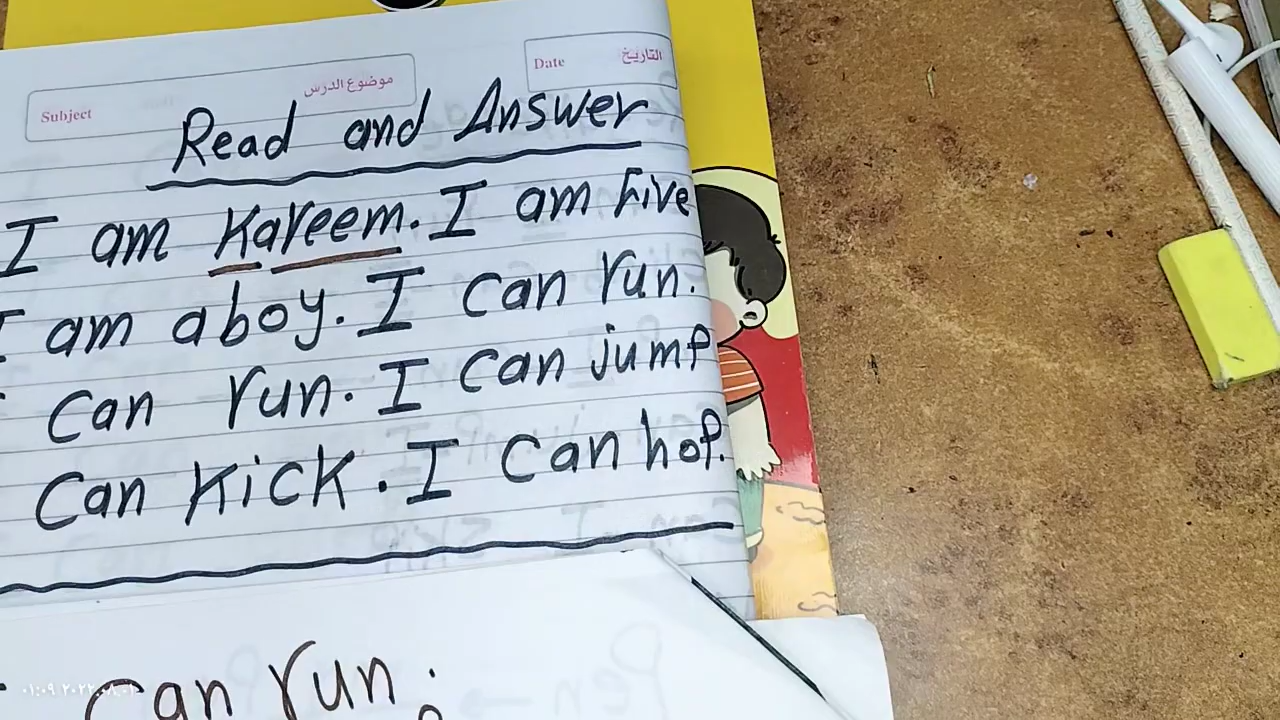 Subject موضوع الدرس
Date التاريخ
Read and Answer
I am Kareem. I am Five
I am aboy. I can run.
I can run. I can jump
can kick. I can hop.
can run.